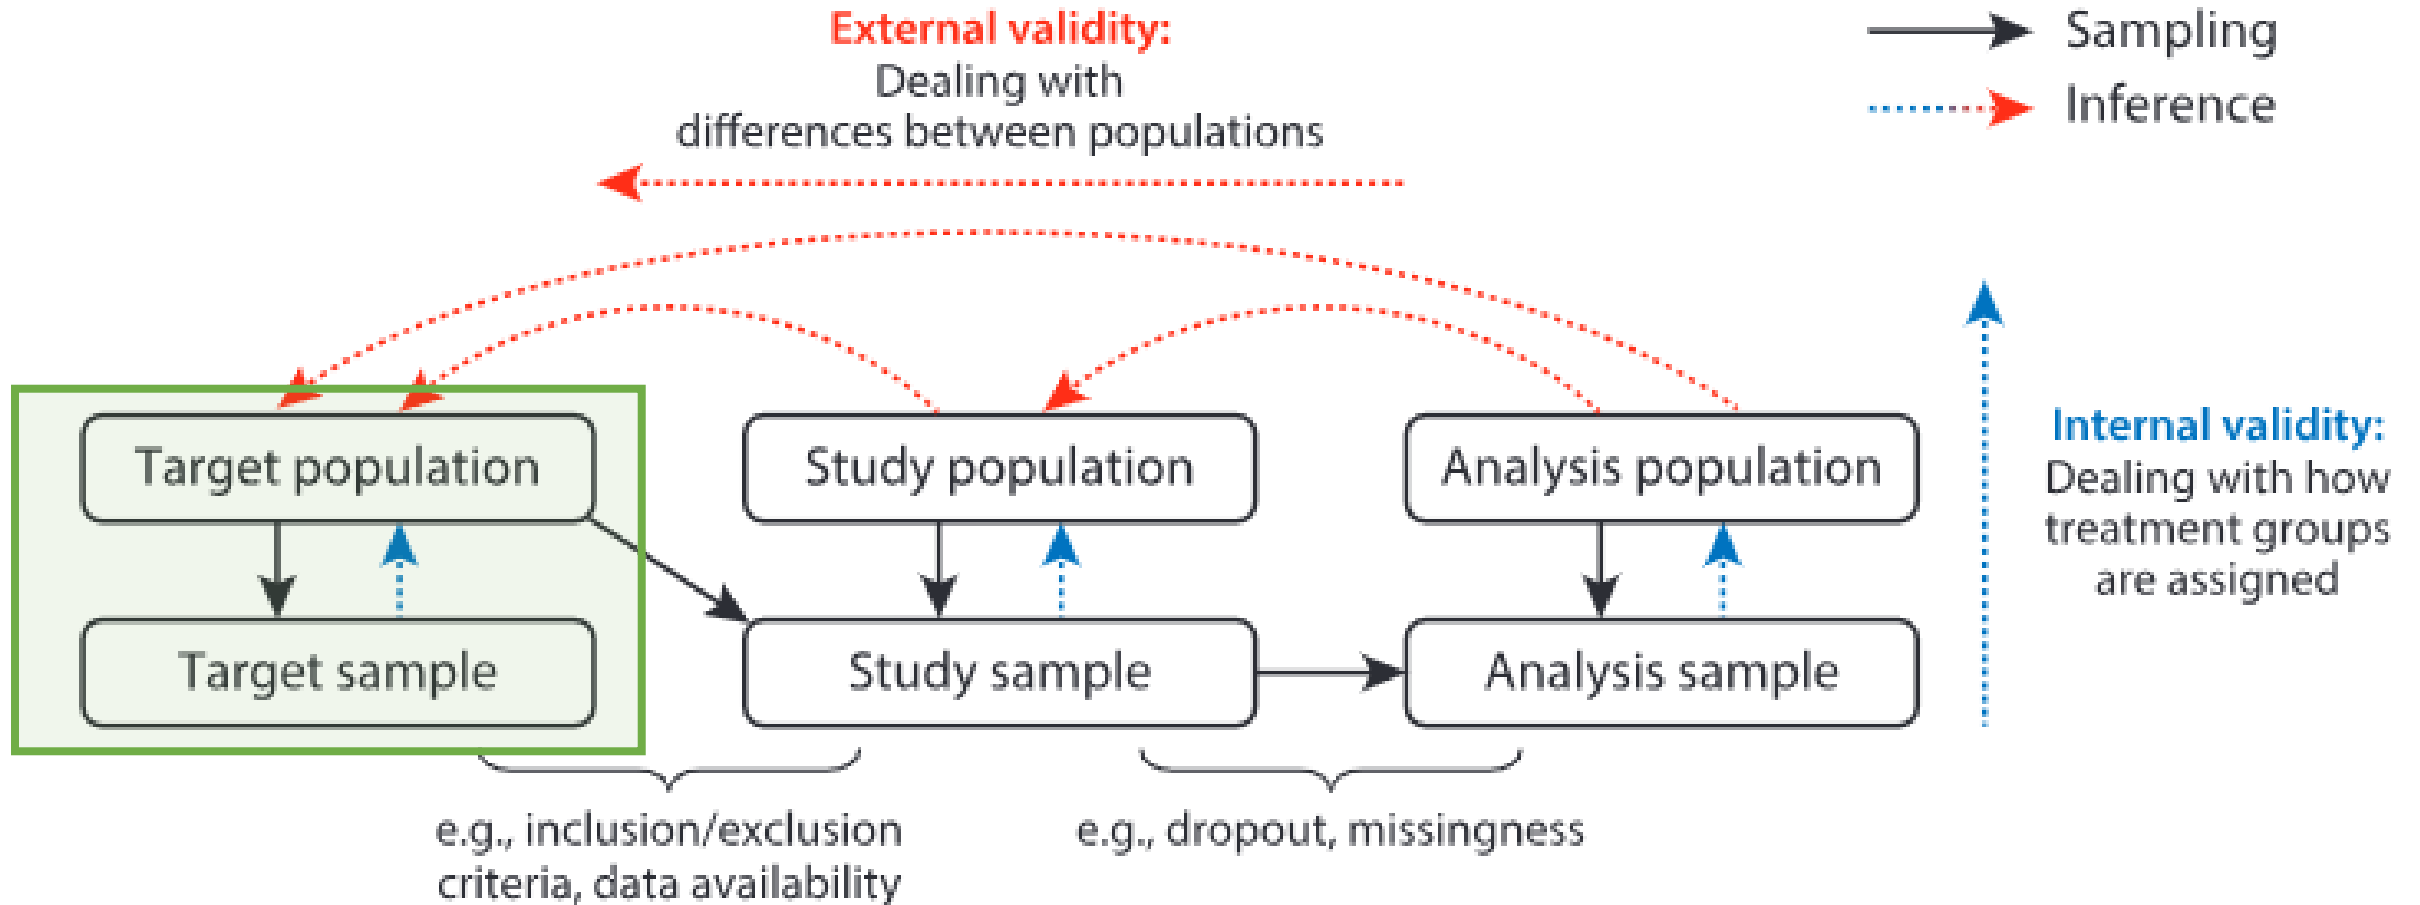 External validity:
Dealing with
differences between populations
Sampling
Inference
Target population
Study population
Analysis population
Internal validity:
Dealing with how
treatment groups
are assigned
Target sample
Study sample
Analysis sample
e.g., inclusion/exclusion
criteria, data availability
e.g., dropout, missingness